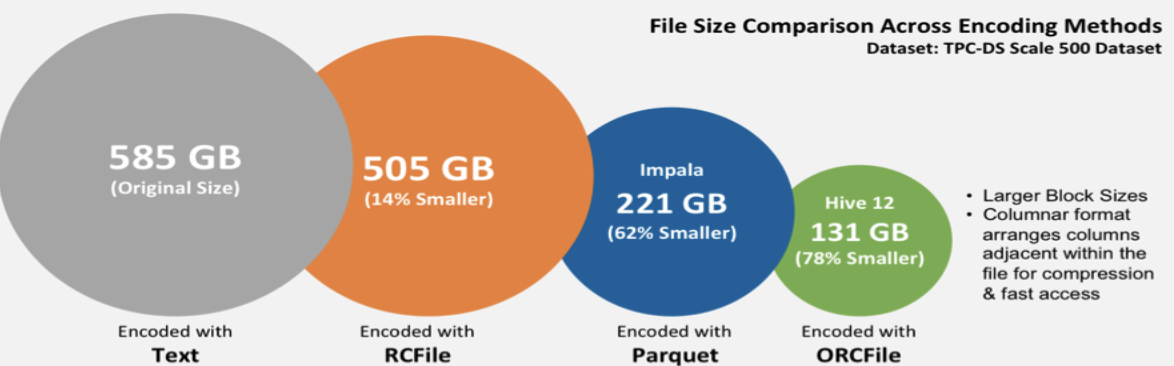 File Size Comparison Across Encoding Methods
Dataset: TPC-DS Scale 500 Dataset
585 GB
(Original Size)
505 GB
(14% Smaller)
Impala
221 GB
(62% Smaller)
Hive 12
131 GB
(78% Smaller)
• Larger Block Sizes
• Columnar format
arranges columns
adjacent within the
file for compression
& fast access
Encoded with
Text
Encoded with
RCFile
Encoded with
Parquet
Encoded with
ORCFile